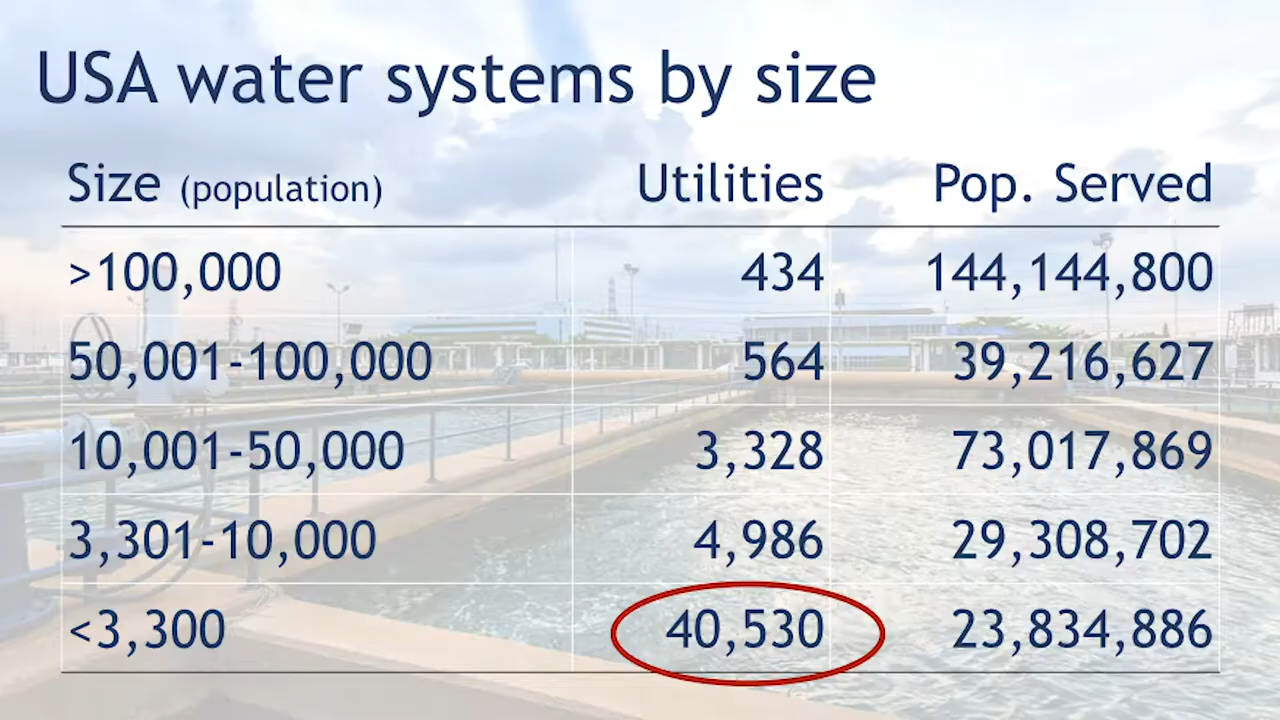 USA water systems by size
Size (population) Utilities Pop. Served
>100,000 434 144,144,800
50,001-100,000 564 39,216,627
10,001-50,000 3,328 73,017,869
3,301-10,000 4,986 29,308,702
<3,300 40,530 23,834,886